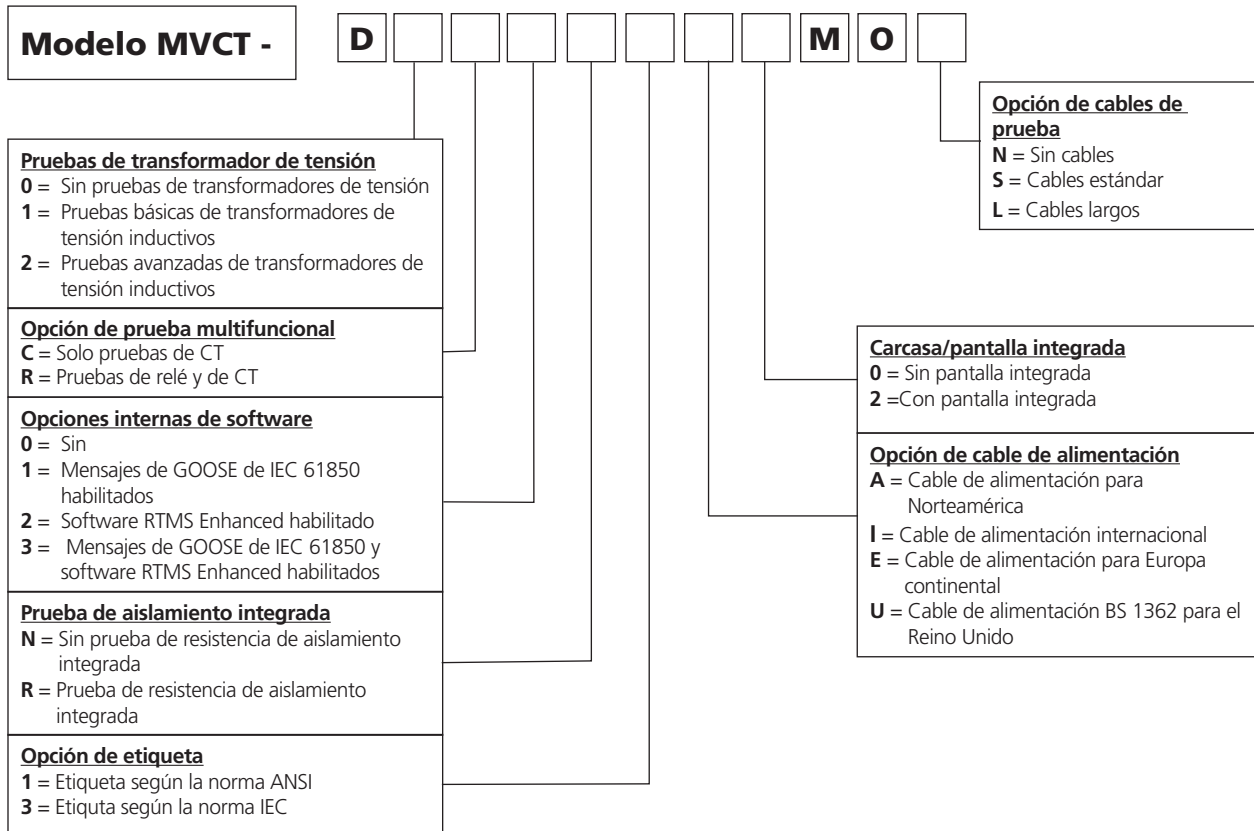 Modelo MVCT -
D
M
O
Opción de cables de
prueba
N = Sin cables
S = Cables estándar
L = Cables largos
Pruebas de transformador de tensión
0 = Sin pruebas de transformadores de tensión
1 = Pruebas básicas de transformadores de
tensión inductivos
2 = Pruebas avanzadas de transformadores de
tensión inductivos
Opción de prueba multifuncional
C = Solo pruebas de CT
R = Pruebas de relé y de CT
Opciones internas de software
0 = Sin
1 = Mensajes de GOOSE de IEC 61850
habilitados
2 = Software RTMS Enhanced habilitado
3 = Mensajes de GOOSE de IEC 61850 y
software RTMS Enhanced habilitados
Prueba de aislamiento integrada
N = Sin prueba de resistencia de aislamiento
integrada
R = Prueba de resistencia de aislamiento
integrada
Opción de etiqueta
1 = Etiqueta según la norma ANSI
3 = Etiquta según la norma IEC
Carcasa/pantalla integrada
0 = Sin pantalla integrada
2 =Con pantalla integrada
Opción de cable de alimentación
A = Cable de alimentación para
Norteamérica
I = Cable de alimentación internacional
E = Cable de alimentación para Europa
continental
U = Cable de alimentación BS 1362 para el
Reino Unido